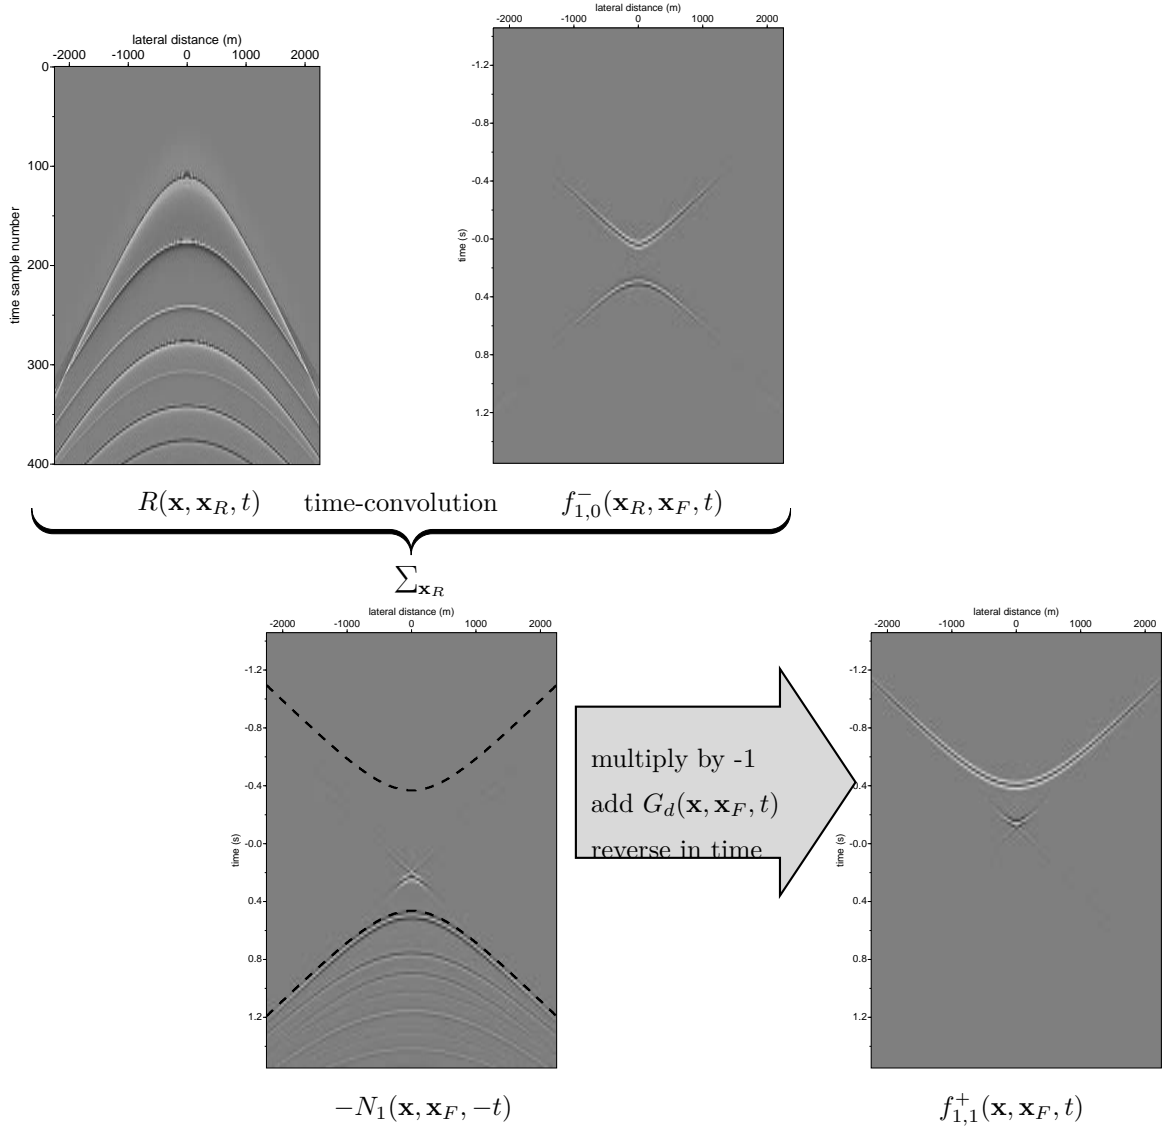 lateral distance (m)
-2000 -1000 0 1000 2000
0
100
200
300
400
time sample number
lateral distance (m)
-2000 -1000 0 1000 2000
-1.2
-0.8
-0.4
-0.0
0.4
0.8
1.2
time (s)
R(x, x_R, t) time-convolution f^-_{1,0}(x_R, x_F, t)
∑_{x_R}
lateral distance (m)
-2000 -1000 0 1000 2000
-1.2
-0.8
-0.4
-0.0
0.4
0.8
1.2
time (s)
multiply by -1
add G_d(x, x_F, t)
reverse in time
lateral distance (m)
-2000 -1000 0 1000 2000
-1.2
-0.8
-0.4
-0.0
0.4
0.8
1.2
time (s)
−N_1(x, x_F, −t)
f^+_{1,1}(x, x_F, t)